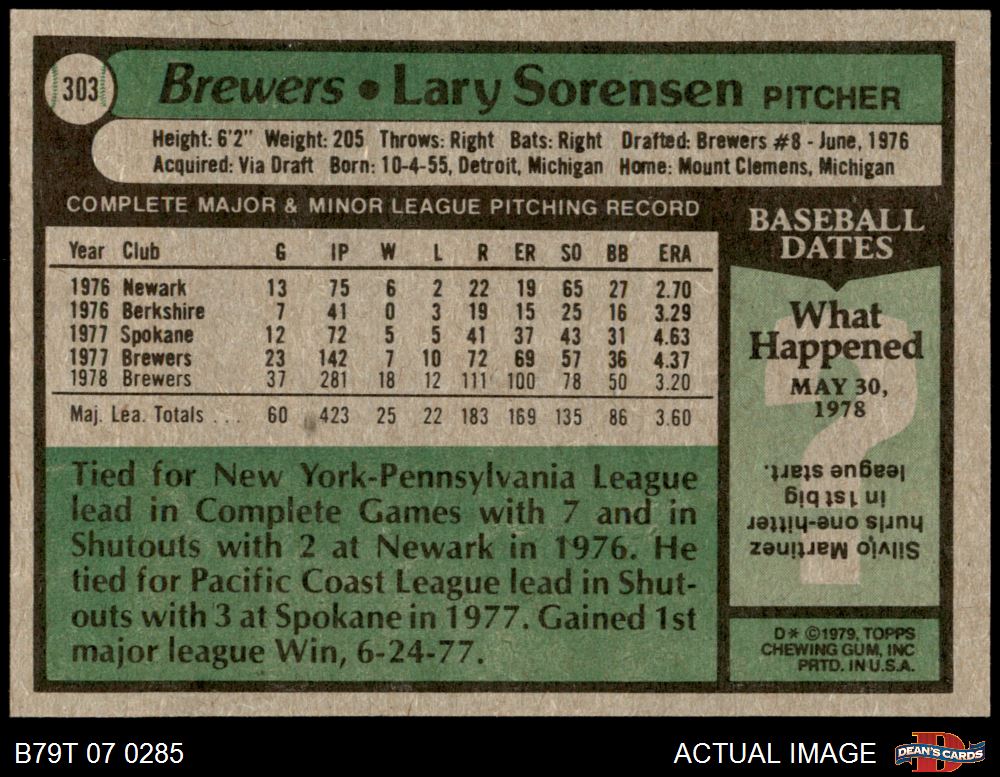 303
Brewers • Lary Sorensen PITCHER
Height: 6'2" Weight: 205 Throws: Right Bats: Right Drafted: Brewers #8 - June, 1976
Acquired: Via Draft Born: 10-4-55, Detroit, Michigan Home: Mount Clemens, Michigan
COMPLETE MAJOR & MINOR LEAGUE PITCHING RECORD
Year Club G IP W L R ER SO BB ERA
1976 Newark 13 75 6 2 22 19 65 27 2.70
1976 Berkshire 7 41 0 3 19 15 25 16 3.29
1977 Spokane 12 72 5 5 41 37 43 31 4.63
1977 Brewers 23 142 7 10 72 69 57 36 4.37
1978 Brewers 37 281 18 12 111 100 78 50 3.20
Maj. Lea. Totals ... 60 423 25 22 183 169 135 86 3.60
Tied for New York-Pennsylvania League
lead in Complete Games with 7 and in
Shutouts with 2 at Newark in 1976. He
tied for Pacific Coast League lead in Shut-
outs with 3 at Spokane in 1977. Gained 1st
major league Win, 6-24-77.
BASEBALL
DATES
What
Happened
MAY 30,
1978
?
Silvio Martinez
hurls one-hitter
in 1st big
league start.
D* ©1979, TOPPS
CHEWING GUM, INC
PRTD. IN U.S.A.
B79T 07 0285
ACTUAL IMAGE
D
DEAN'S CARDS